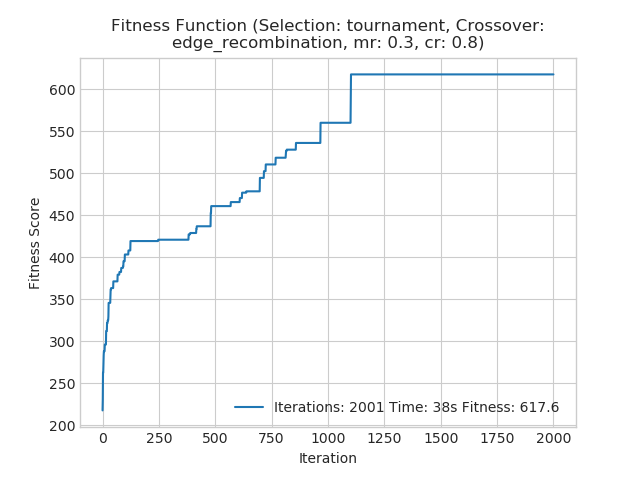 Fitness Function (Selection: tournament, Crossover:
edge_recombination, mr: 0.3, cr: 0.8)
600
550
500
450
400
350
300
250
200
Fitness Score
Iterations: 2001 Time: 38s Fitness: 617.6
0 250 500 750 1000 1250 1500 1750 2000
Iteration